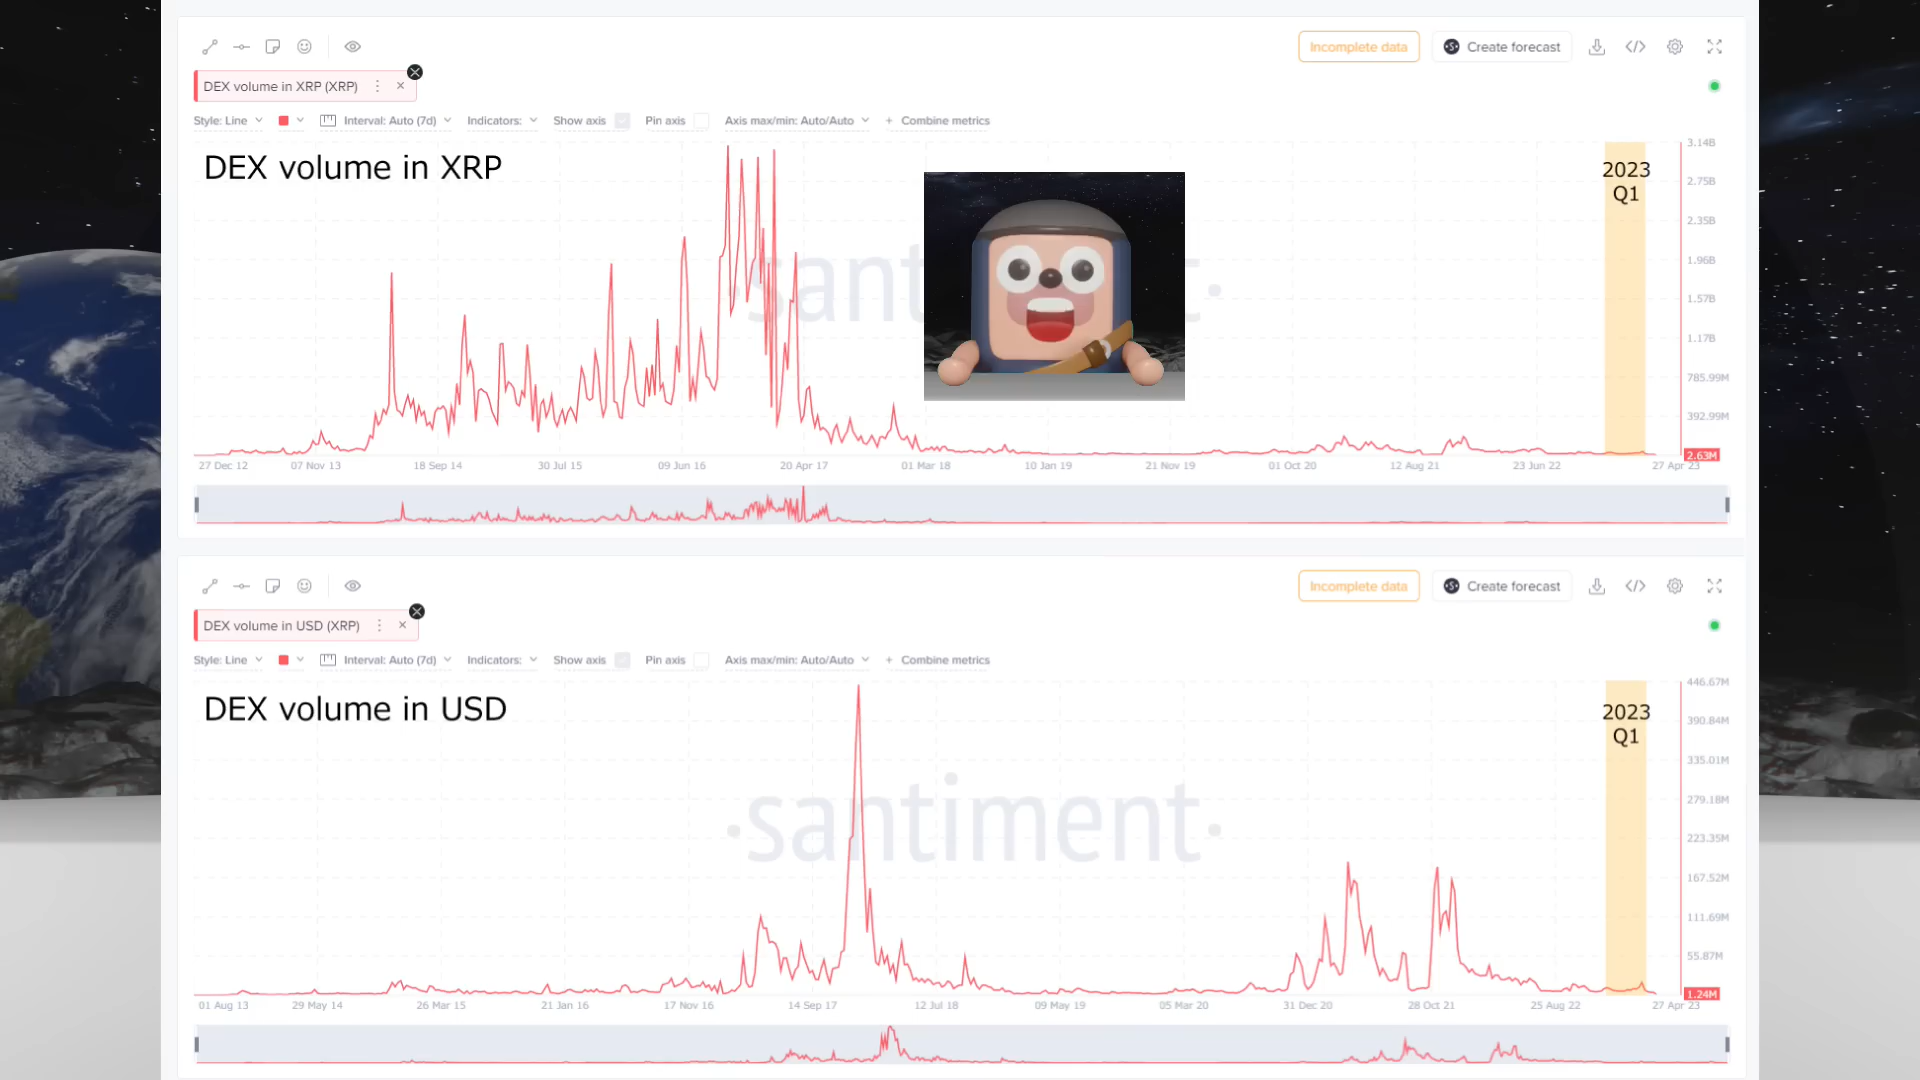 Incomplete data
Create forecast
DEX volume in XRP (XRP)
Style: Line
Interval: Auto (7d)
Indicators:
Show axis
Pin axis
Axis max/min: Auto/Auto
+ Combine metrics
DEX volume in XRP
2023
Q1
3.14B
2.75B
2.35B
1.96B
1.57B
1.17B
785.99M
392.99M
2.63M
27 Dec 12
07 Nov 13
18 Sep 14
30 Jul 15
09 Jun 16
20 Apr 17
01 Mar 18
10 Jan 19
21 Nov 19
01 Oct 20
12 Aug 21
23 Jun 22
27 Apr 23
Incomplete data
Create forecast
DEX volume in USD (XRP)
Style: Line
Interval: Auto (7d)
Indicators:
Show axis
Pin axis
Axis max/min: Auto/Auto
+ Combine metrics
DEX volume in USD
2023
Q1
santiment
446.67M
390.84M
335.01M
279.18M
223.35M
167.52M
111.69M
55.87M
1.24M
01 Aug 13
29 May 14
26 Mar 15
21 Jan 16
17 Nov 16
14 Sep 17
12 Jul 18
09 May 19
05 Mar 20
31 Dec 20
28 Oct 21
25 Aug 22
27 Apr 23